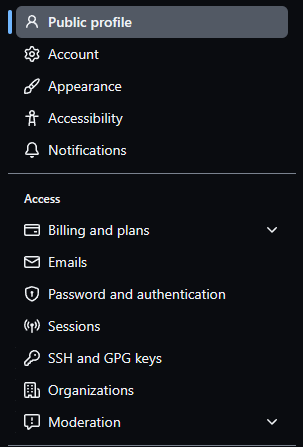 Public profile
Account
Appearance
Accessibility
Notifications
Access
Billing and plans
Emails
Password and authentication
Sessions
SSH and GPG keys
Organizations
Moderation